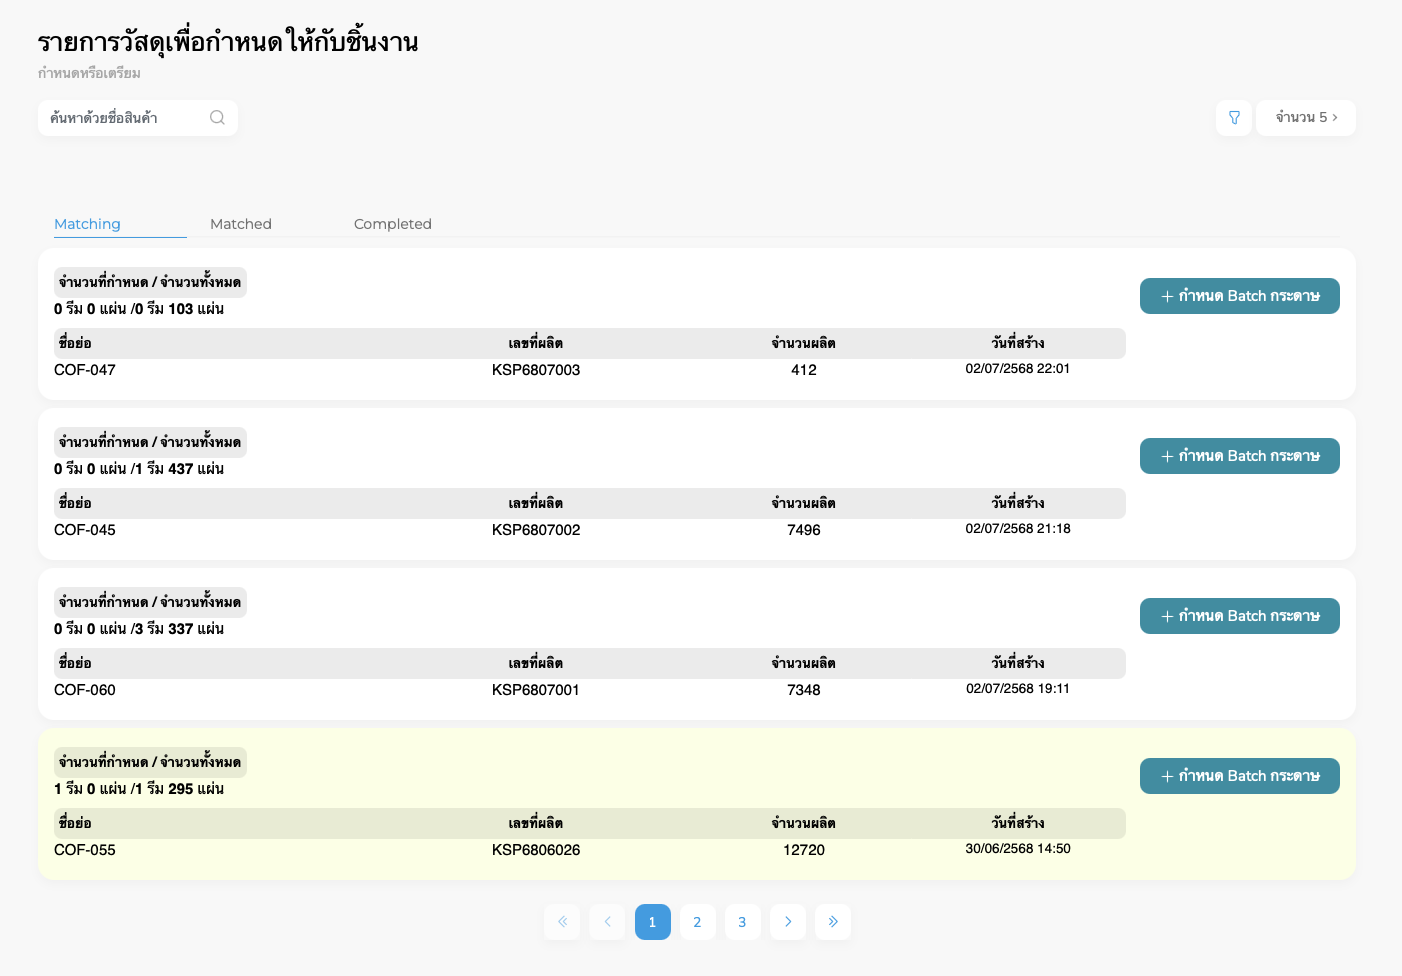 รายการวัสดุเพื่อกำหนดให้กับชิ้นงาน
กำหนดหรือเตรียม
ค้นหาด้วยชื่อสินค้า
จำนวน 5 ›
Matching Matched Completed
จำนวนที่กำหนด / จำนวนทั้งหมด
0 รีม 0 แผ่น /0 รีม 103 แผ่น
+ กำหนด Batch กระดาษ
ชื่อย่อ เลขที่ผลิต จำนวนผลิต วันที่สร้าง
COF-047 KSP6807003 412 02/07/2568 22:01
จำนวนที่กำหนด / จำนวนทั้งหมด
0 รีม 0 แผ่น /1 รีม 437 แผ่น
+ กำหนด Batch กระดาษ
ชื่อย่อ เลขที่ผลิต จำนวนผลิต วันที่สร้าง
COF-045 KSP6807002 7496 02/07/2568 21:18
จำนวนที่กำหนด / จำนวนทั้งหมด
0 รีม 0 แผ่น /3 รีม 337 แผ่น
+ กำหนด Batch กระดาษ
ชื่อย่อ เลขที่ผลิต จำนวนผลิต วันที่สร้าง
COF-060 KSP6807001 7348 02/07/2568 19:11
จำนวนที่กำหนด / จำนวนทั้งหมด
1 รีม 0 แผ่น /1 รีม 295 แผ่น
+ กำหนด Batch กระดาษ
ชื่อย่อ เลขที่ผลิต จำนวนผลิต วันที่สร้าง
COF-055 KSP6806026 12720 30/06/2568 14:50
« ‹ 1 2 3 › »